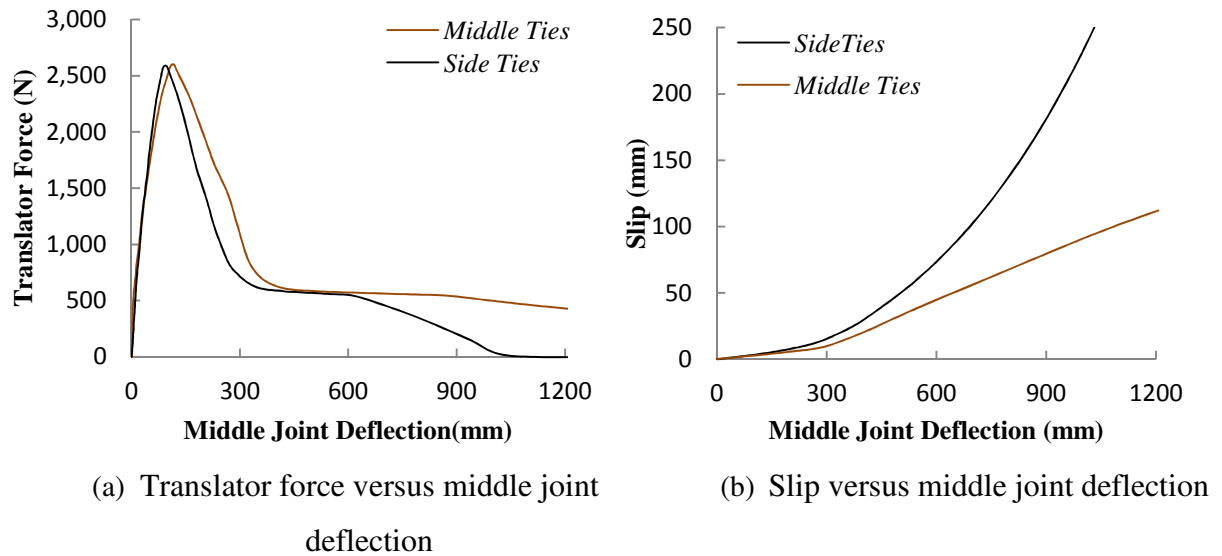 3,000
2,500
2,000
1,500
1,000
500
0
Translator Force (N)
Middle Ties
Side Ties
0 300 600 900 1200
Middle Joint Deflection(mm)
(a) Translator force versus middle joint
deflection
250
200
150
100
50
0
Slip (mm)
SideTies
Middle Ties
0 300 600 900 1200
Middle Joint Deflection (mm)
(b) Slip versus middle joint deflection